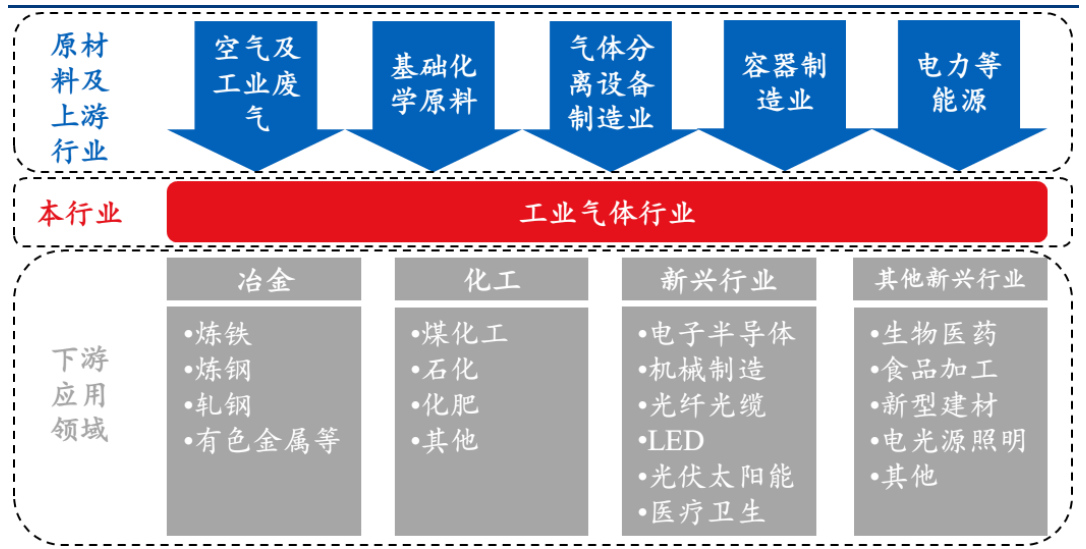 原材
料及
上游
行业
空气及
工业废
气
基础化
学原料
气体分
离设备
制造业
容器制
造业
电力等
能源
本行业
工业气体行业
下游
应用
领域
冶金
•炼铁
•炼钢
•轧钢
•有色金属等
化工
•煤化工
•石化
•化肥
•其他
新兴行业
•电子半导体
•机械制造
•光纤光缆
•LED
•光伏太阳能
•医疗卫生
其他新兴行业
•生物医药
•食品加工
•新型建材
•电光源照明
•其他